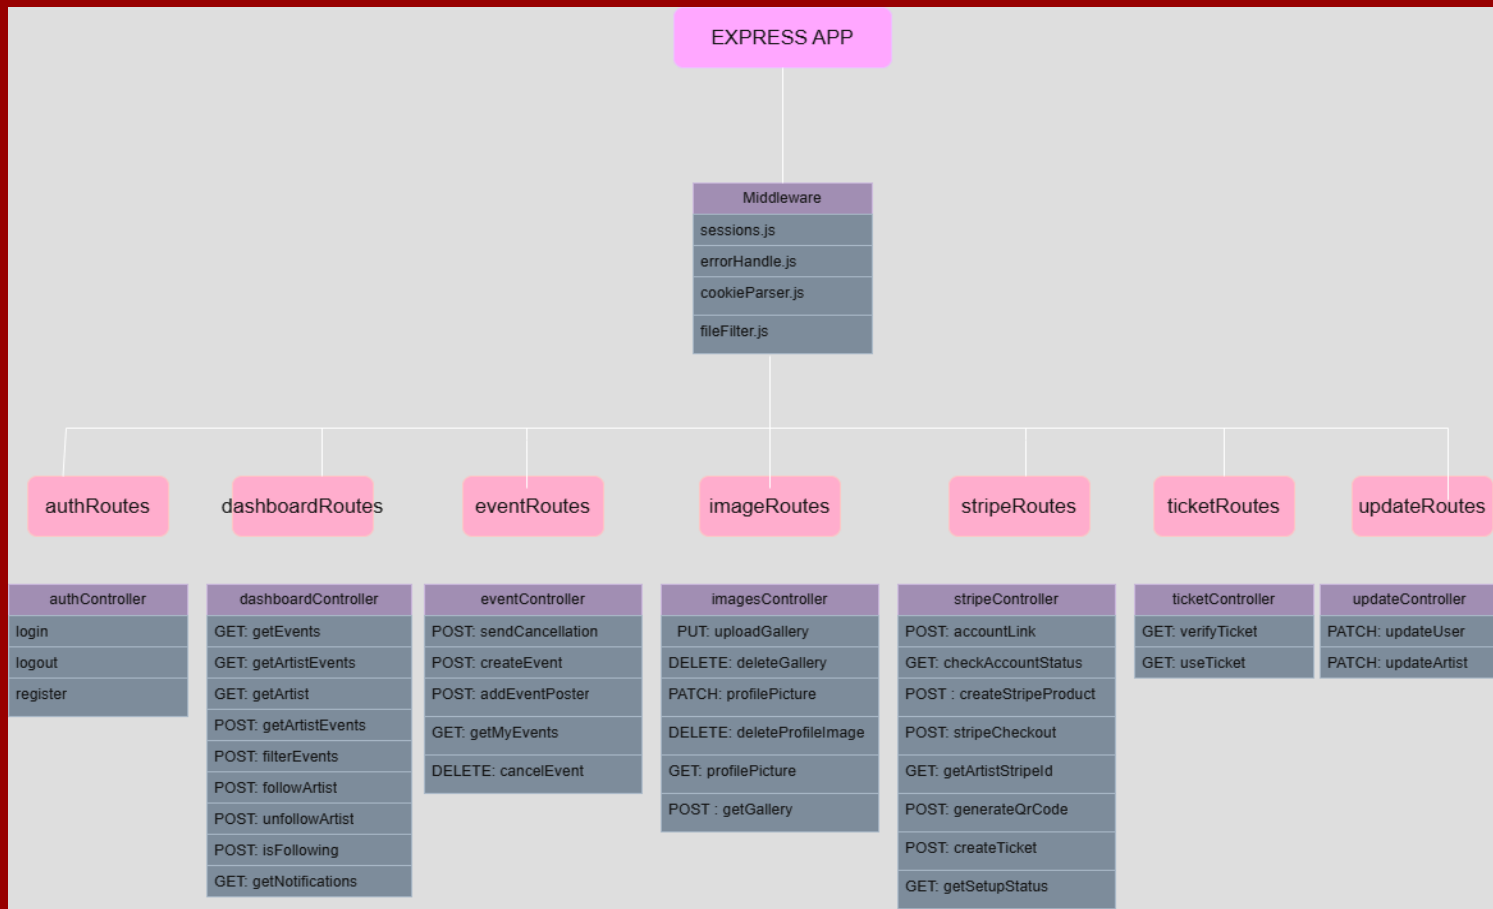 EXPRESS APP
Middleware
sessions.js
errorHandle.js
cookieParser.js
fileFilter.js
authRoutes
dashboardRoutes
eventRoutes
imageRoutes
stripeRoutes
ticketRoutes
updateRoutes
authController
login
logout
register
dashboardController
GET: getEvents
GET: getArtistEvents
GET: getArtist
POST: getArtistEvents
POST: filterEvents
POST: followArtist
POST: unfollowArtist
POST: isFollowing
GET: getNotifications
eventController
POST: sendCancellation
POST: createEvent
POST: addEventPoster
GET: getMyEvents
DELETE: cancelEvent
imagesController
PUT: uploadGallery
DELETE: deleteGallery
PATCH: profilePicture
DELETE: deleteProfileImage
GET: profilePicture
POST : getGallery
stripeController
POST: accountLink
GET: checkAccountStatus
POST : createStripeProduct
POST: stripeCheckout
GET: getArtistStripeId
POST: generateQrCode
POST: createTicket
GET: getSetupStatus
ticketController
GET: verifyTicket
GET: useTicket
updateController
PATCH: updateUser
PATCH: updateArtist